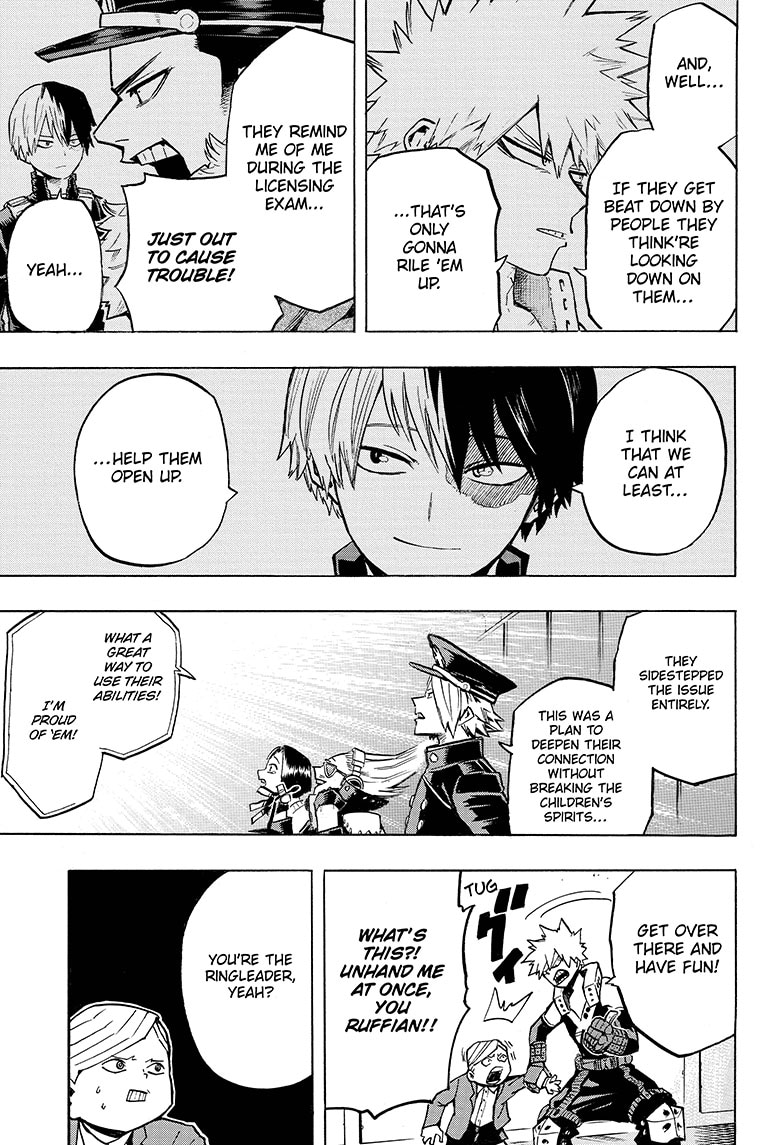 AND,
WELL...
IF THEY GET
BEAT DOWN BY
PEOPLE THEY
THINK'RE
LOOKING
DOWN ON
THEM...
...THAT'S
ONLY
GONNA
RILE 'EM
UP.
THEY REMIND
ME OF ME
DURING THE
LICENSING
EXAM...
JUST OUT
TO CAUSE
TROUBLE!
YEAH...
I THINK
THAT WE
CAN AT
LEAST...
...HELP THEM
OPEN UP.
THEY
SIDESTEPPED
THE ISSUE
ENTIRELY.
THIS WAS A
PLAN TO
DEEPEN THEIR
CONNECTION
WITHOUT
BREAKING THE
CHILDREN'S
SPIRITS...
WHAT A
GREAT
WAY TO
USE THEIR
ABILITIES!
I'M
PROUD
OF 'EM!
GET OVER
THERE AND
HAVE FUN!
TUG
グイ
WHAT'S
THIS?!
UNHAND ME
AT ONCE,
YOU
RUFFIAN!!
YOU'RE THE
RINGLEADER,
YEAH?